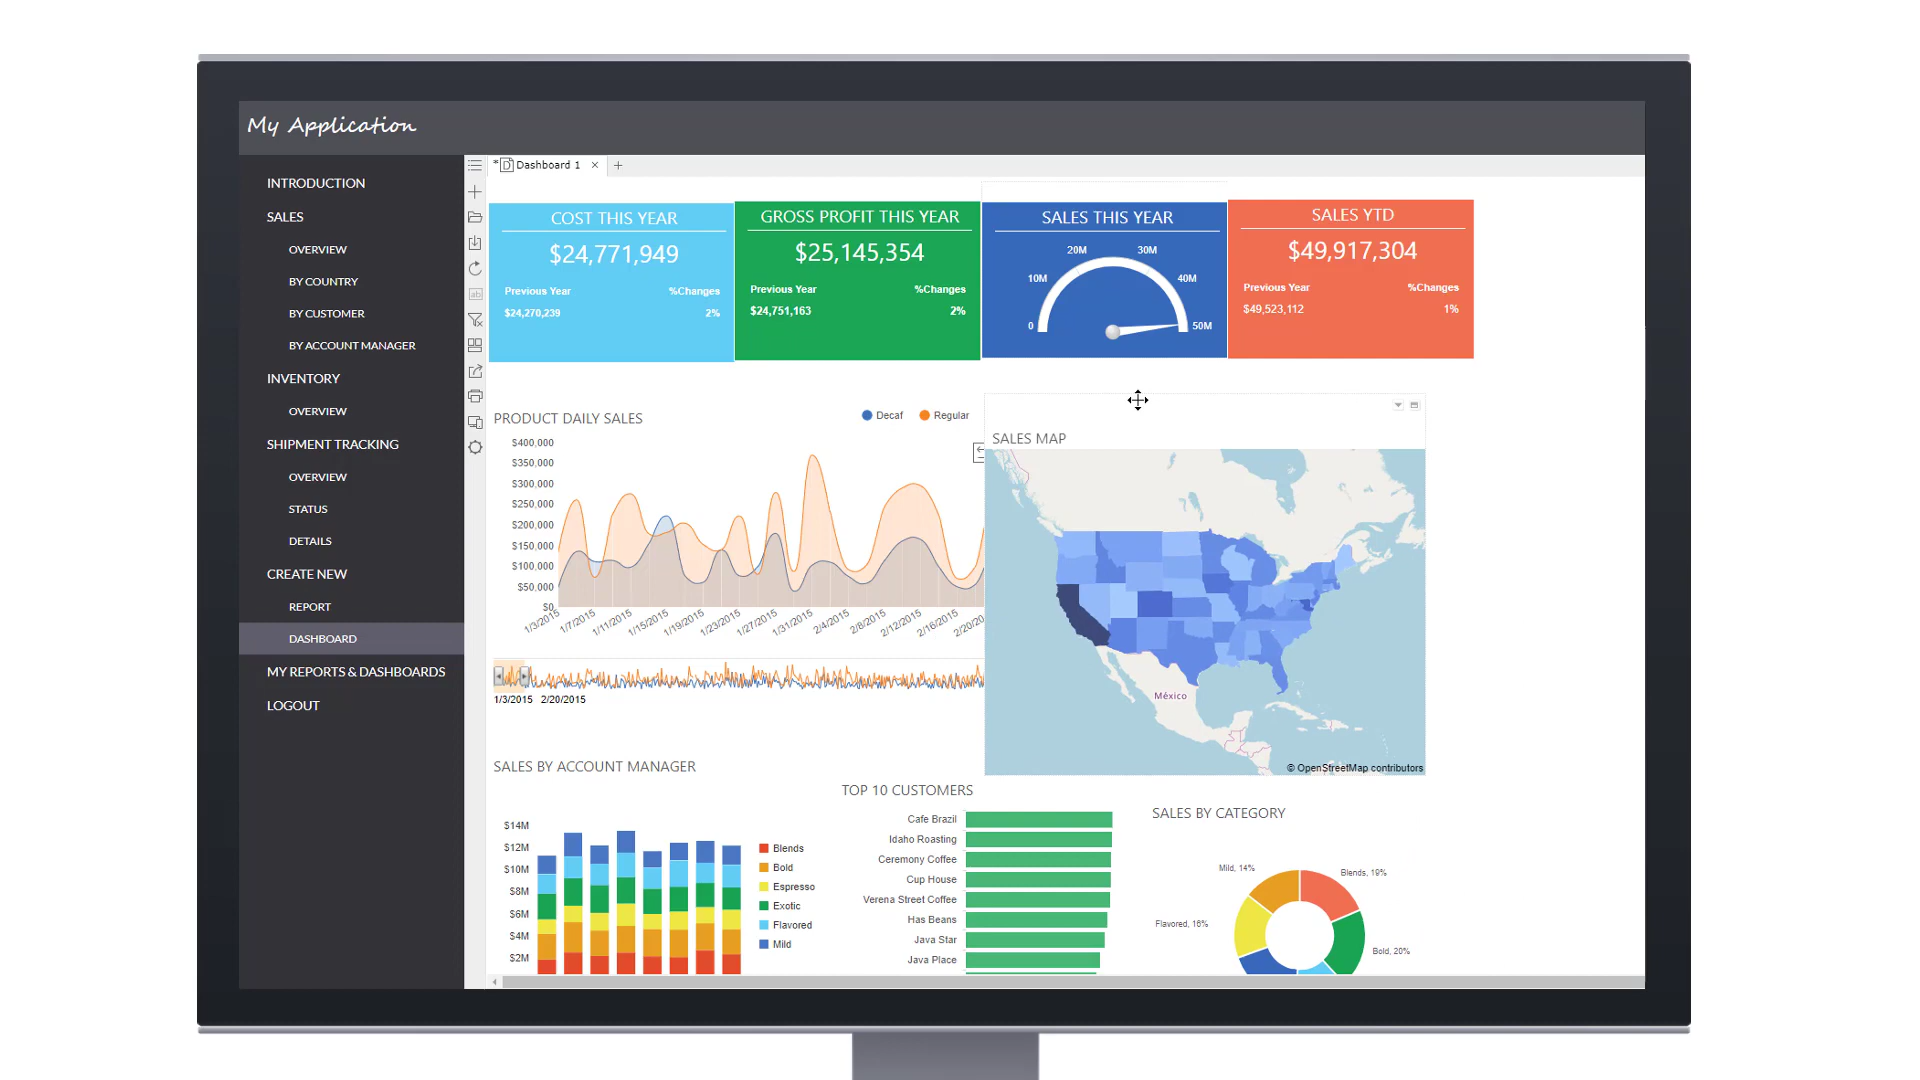 My Application
INTRODUCTION
SALES
OVERVIEW
BY COUNTRY
BY CUSTOMER
BY ACCOUNT MANAGER
INVENTORY
OVERVIEW
SHIPMENT TRACKING
OVERVIEW
STATUS
DETAILS
CREATE NEW
REPORT
DASHBOARD
MY REPORTS & DASHBOARDS
LOGOUT
* Dashboard 1 × +
COST THIS YEAR
$24,771,949
Previous Year %Changes
$24,270,239 2%
GROSS PROFIT THIS YEAR
$25,145,354
Previous Year %Changes
$24,751,163 2%
SALES THIS YEAR
20M 30M
10M 40M
0 50M
SALES YTD
$49,917,304
Previous Year %Changes
$49,523,112 1%
PRODUCT DAILY SALES
Decaf Regular
$400,000
$350,000
$300,000
$250,000
$200,000
$150,000
$100,000
$50,000
$0
1/3/2015 1/7/2015 1/11/2015 1/15/2015 1/19/2015 1/23/2015 1/27/2015 1/31/2015 2/4/2015 2/8/2015 2/12/2015 2/16/2015 2/20/20
1/3/2015 2/20/2015
SALES MAP
México
© OpenStreetMap contributors
SALES BY ACCOUNT MANAGER
$14M
$12M
$10M
$8M
$6M
$4M
$2M
Blends
Bold
Espresso
Exotic
Flavored
Mild
TOP 10 CUSTOMERS
Cafe Brazil
Idaho Roasting
Ceremony Coffee
Cup House
Verena Street Coffee
Has Beans
Java Star
Java Place
SALES BY CATEGORY
Mild, 14%
Blends, 19%
Flavored, 16%
Bold, 20%